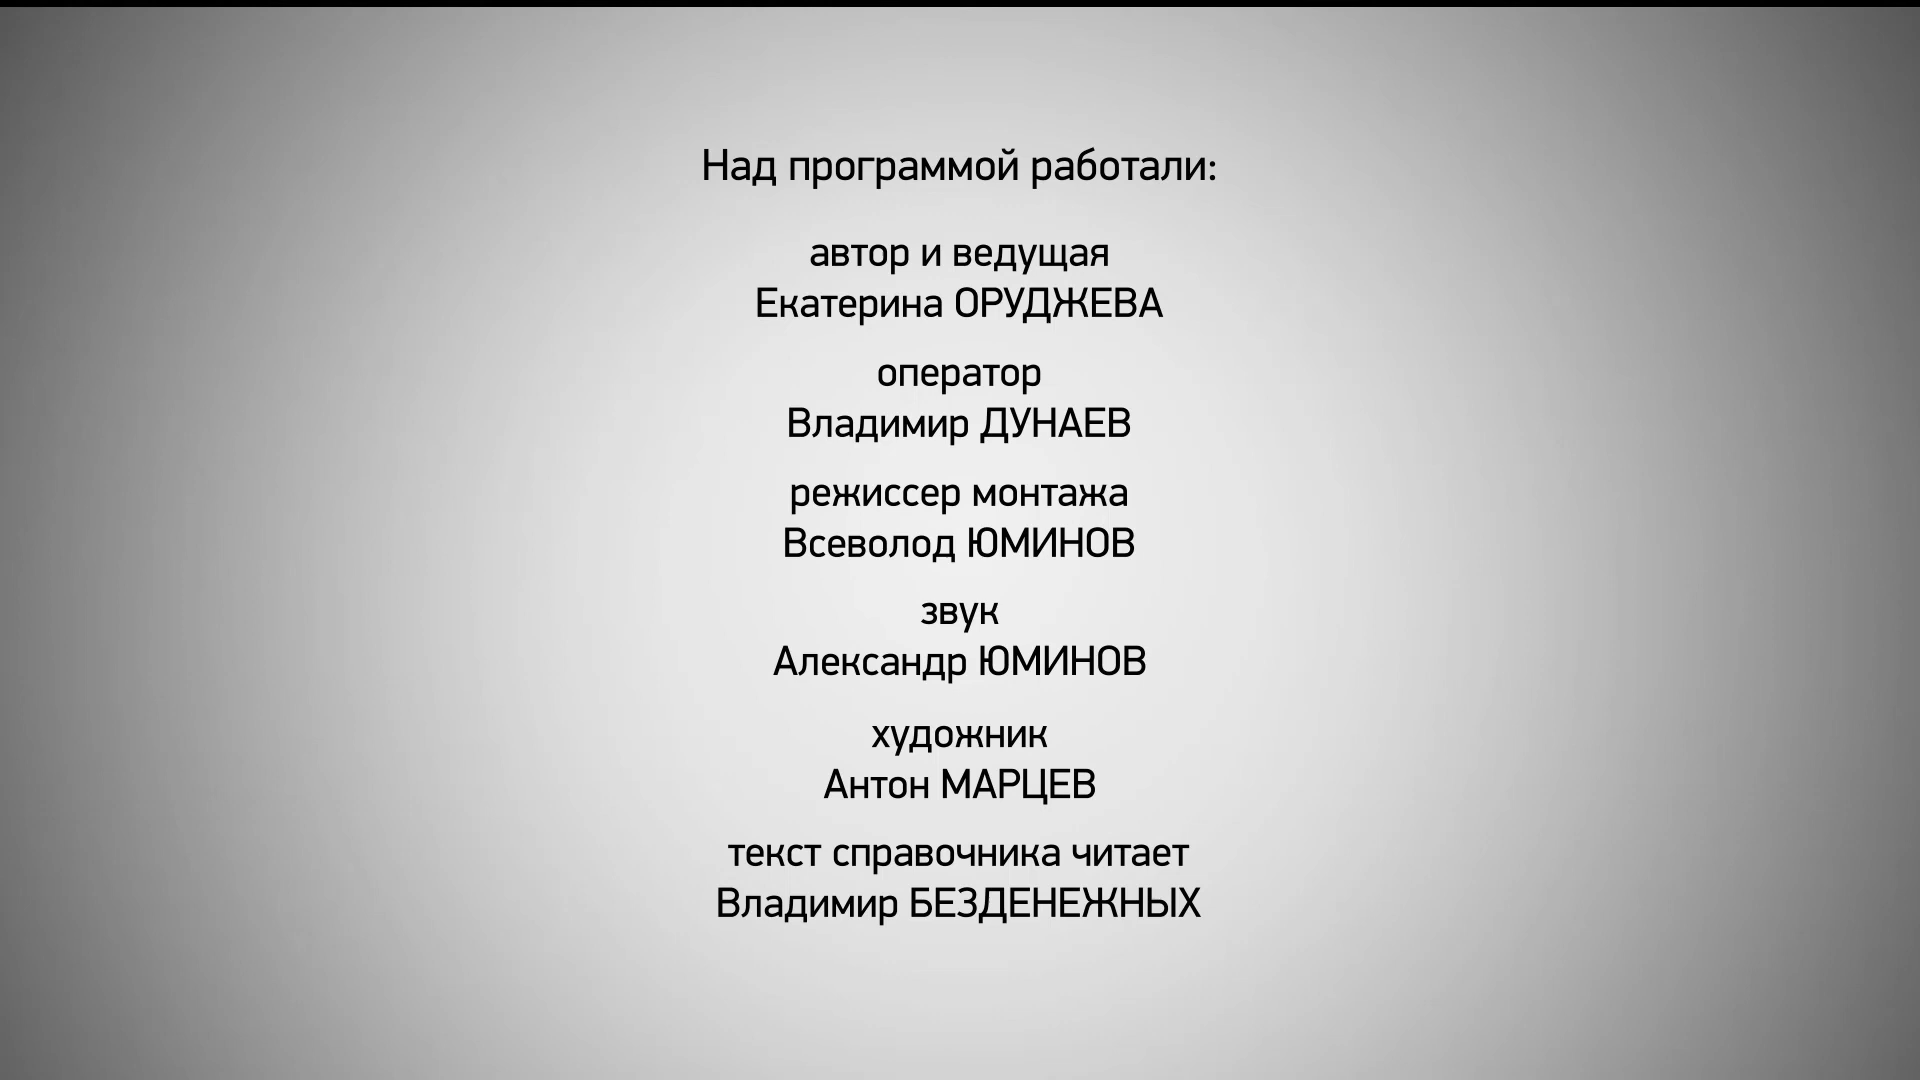 Над программой работали:
автор и ведущая
Екатерина ОРУДЖЕВА
оператор
Владимир ДУНАЕВ
режиссер монтажа
Всеволод ЮМИНОВ
звук
Александр ЮМИНОВ
художник
Антон МАРЦЕВ
текст справочника читает
Владимир БЕЗДЕНЕЖНЫХ